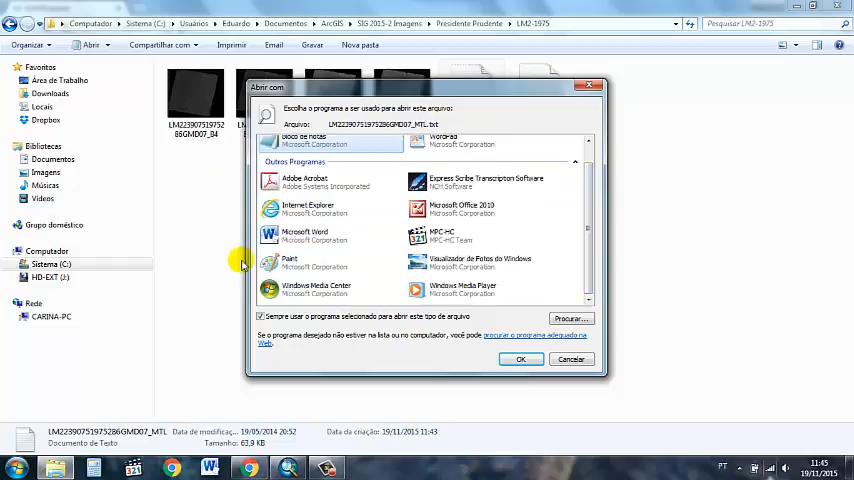 Computador ▸ Sistema (C:) ▸ Usuários ▸ Eduardo ▸ Documentos ▸ ArcGIS ▸ SIG 2015-2 Imagens ▸ Presidente Prudente ▸ LM2-1975
Pesquisar LM2-1975
Organizar
Abrir
Compartilhar com
Imprimir
Email
Gravar
Nova pasta
Favoritos
Área de Trabalho
Downloads
Locais
Dropbox
Bibliotecas
Documentos
Imagens
Músicas
Vídeos
Grupo doméstico
Computador
Sistema (C:)
HD-EXT (J:)
Rede
CARINA-PC
LM223907519752
86GMD07_B4
Abrir com
Escolha o programa a ser usado para abrir este arquivo:
Arquivo: LM22390751975286GMD07_MTL.txt
Bloco de notas
Microsoft Corporation
WordPad
Microsoft Corporation
Outros Programas
Adobe Acrobat
Adobe Systems Incorporated
Express Scribe Transcription Software
NCH Software
Internet Explorer
Microsoft Corporation
Microsoft Office 2010
Microsoft Corporation
Microsoft Word
Microsoft Corporation
MPC-HC
MPC-HC Team
Paint
Microsoft Corporation
Visualizador de Fotos do Windows
Microsoft Corporation
Windows Media Center
Microsoft Corporation
Windows Media Player
Microsoft Corporation
Sempre usar o programa selecionado para abrir este tipo de arquivo
Procurar...
Se o programa desejado não estiver na lista ou no computador, você pode procurar o programa adequado na
Web.
OK
Cancelar
LM22390751975286GMD07_MTL
Data de modificaç... 19/05/2014 20:52
Data da criação: 19/11/2015 11:43
Documento de Texto
Tamanho: 63,9 KB
PT
11:45
19/11/2015